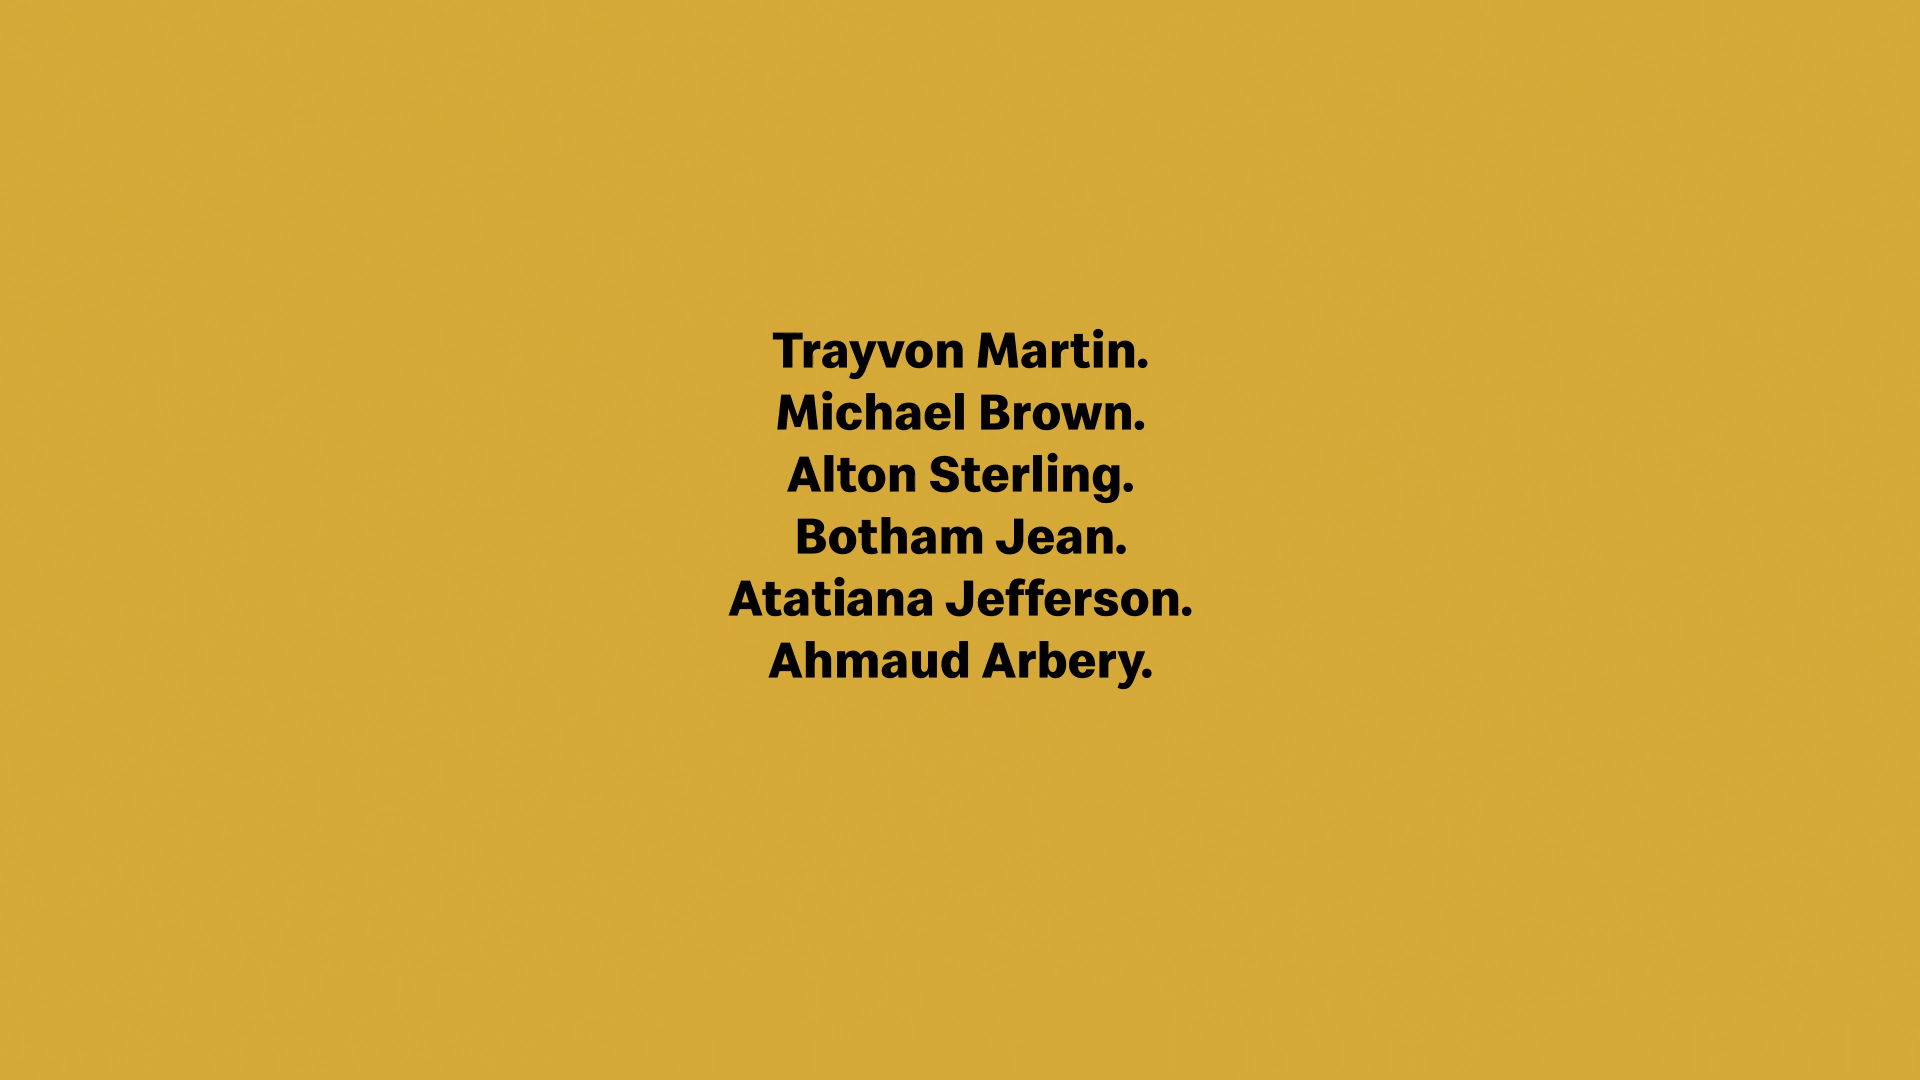 Trayvon Martin.
Michael Brown.
Alton Sterling.
Botham Jean.
Atatiana Jefferson.
Ahmaud Arbery.